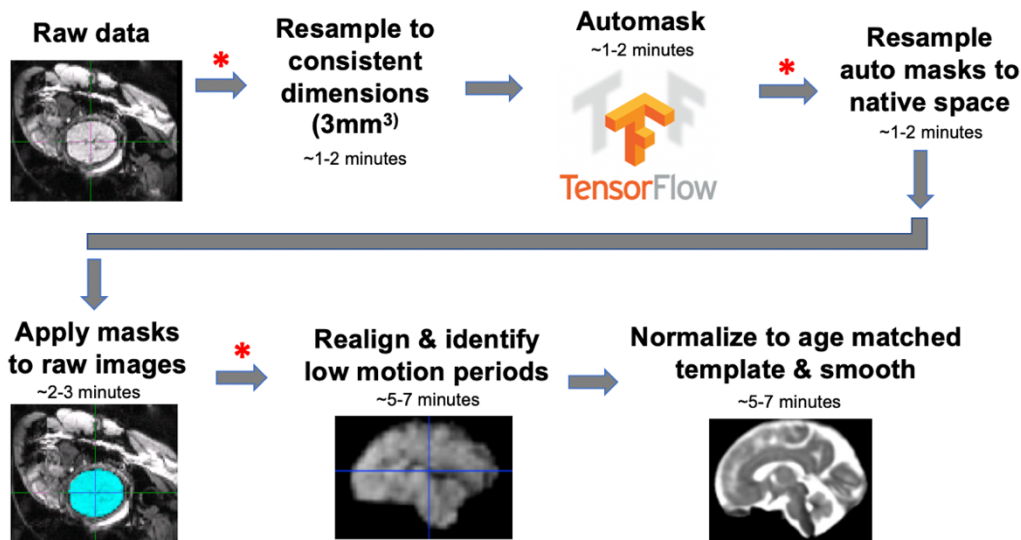 Raw data
*
Resample to
consistent
dimensions
(3mm³)
~1-2 minutes
Automask
~1-2 minutes
TF
TensorFlow
*
Resample
auto masks to
native space
~1-2 minutes
Apply masks
to raw images
~2-3 minutes
*
Realign & identify
low motion periods
~5-7 minutes
Normalize to age matched
template & smooth
~5-7 minutes